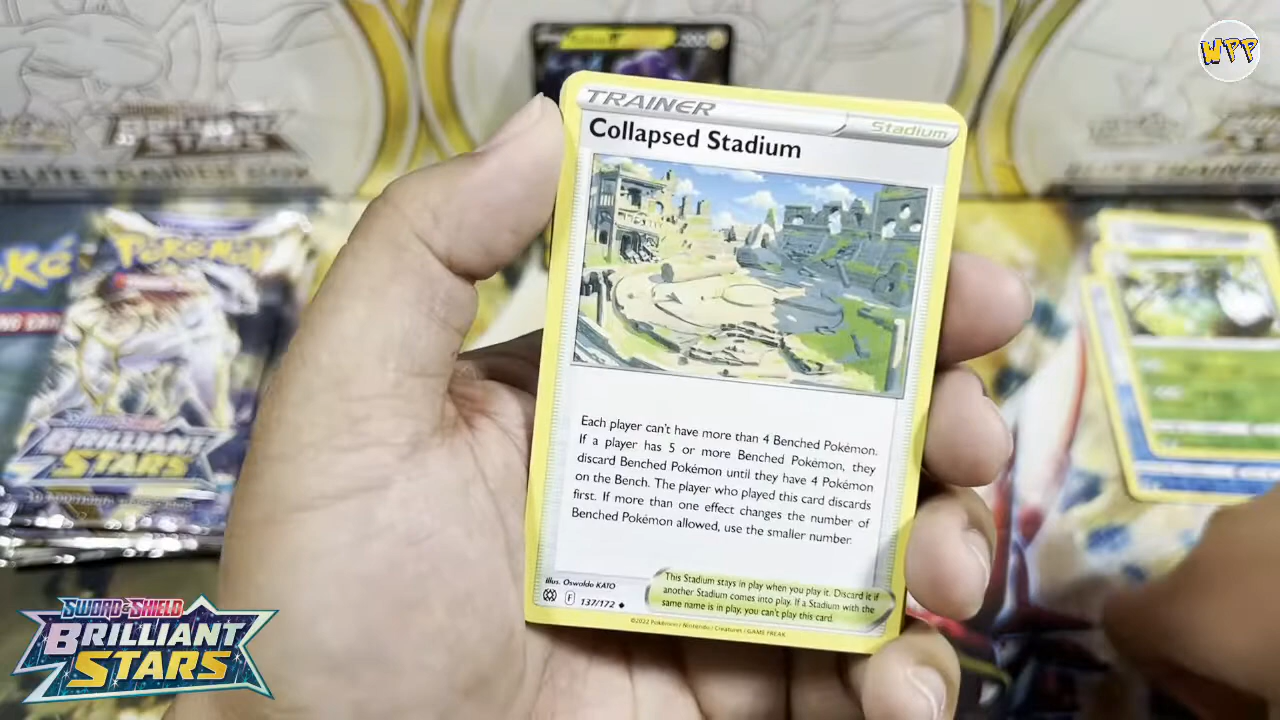 WPP
BRILLIANT
STARS
ELITE TRAINER BOX
POKéMON
BRILLIANT
STARS
TRAINER
Stadium
Collapsed Stadium
Each player can't have more than 4 Benched Pokémon.
If a player has 5 or more Benched Pokémon, they
discard Benched Pokémon until they have 4 Pokémon
on the Bench. The player who played this card discards
first. If more than one effect changes the number of
Benched Pokémon allowed, use the smaller number.
Illus. Oswaldo KATO
F
137/172
This Stadium stays in play when you play it. Discard it if
another Stadium comes into play. If a Stadium with the
same name is in play, you can't play this card.
©2022 Pokémon / Nintendo / Creatures / GAME FREAK
SWORD & SHIELD
BRILLIANT
STARS